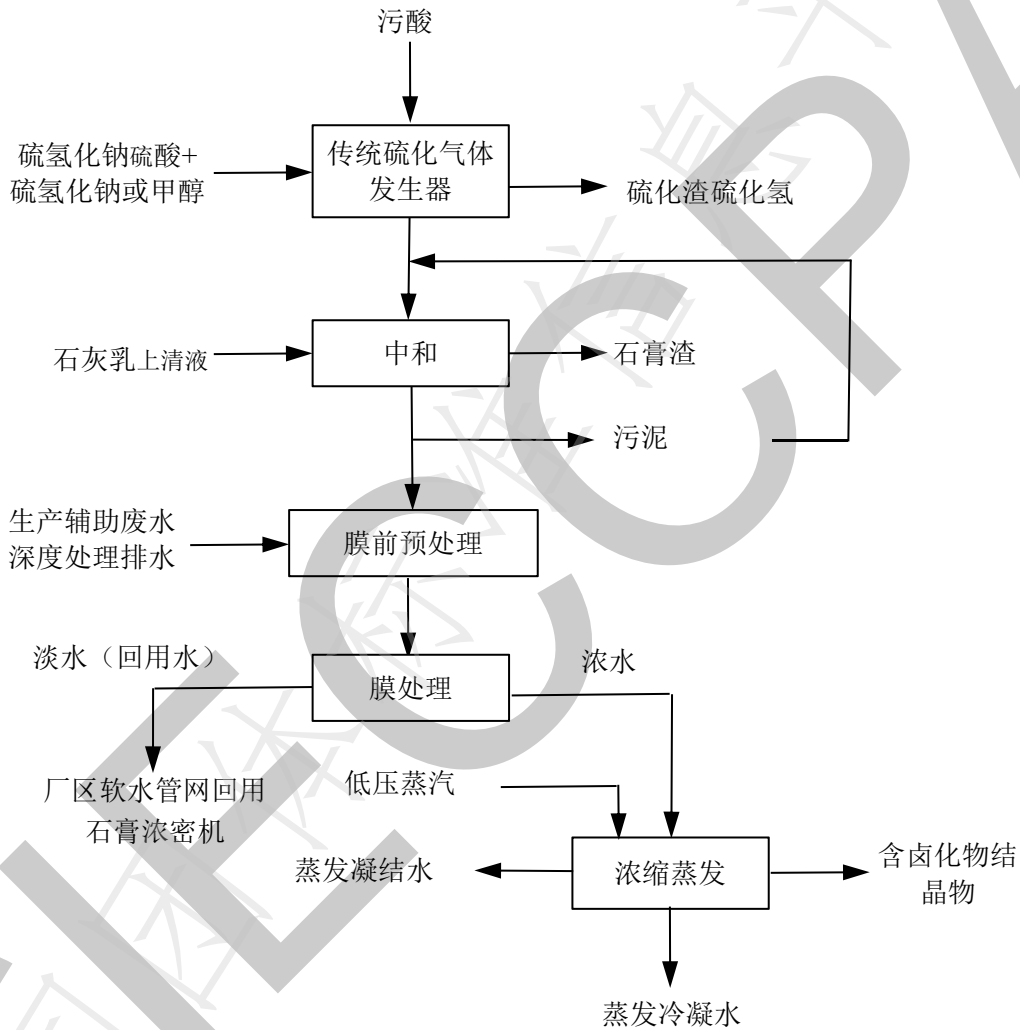 污酸
硫氢化钠硫酸+
硫氢化钠或甲醇
传统硫化气体
发生器
硫化渣硫化氢
石灰乳上清液
中和
石膏渣
污泥
生产辅助废水
深度处理排水
膜前预处理
淡水（回用水）
膜处理
浓水
厂区软水管网回用
石膏浓密机
低压蒸汽
蒸发凝结水
浓缩蒸发
含卤化物结
晶物
蒸发冷凝水